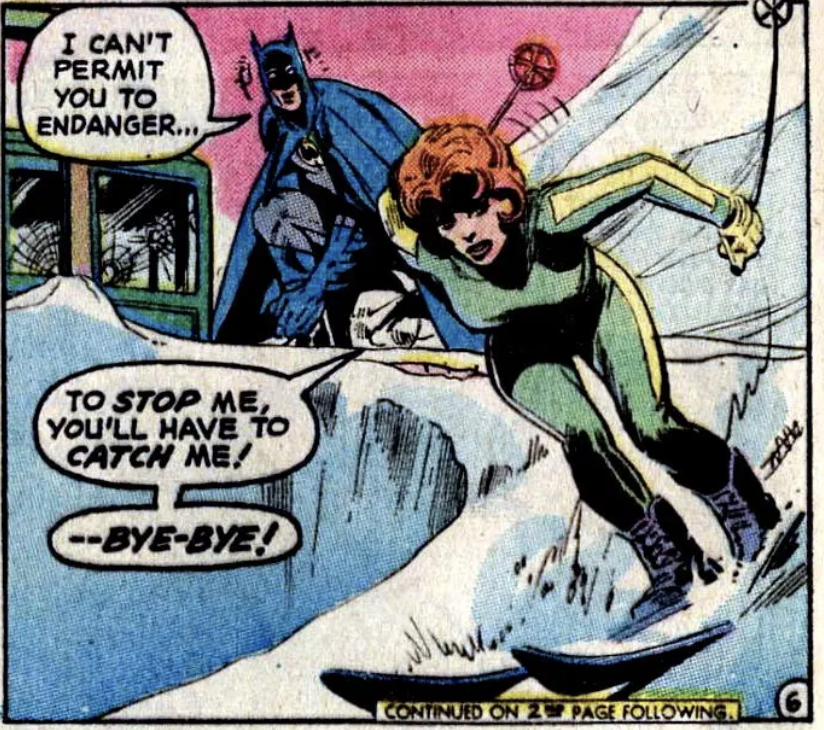 I CAN'T
PERMIT
YOU TO
ENDANGER...
TO STOP ME,
YOU'LL HAVE TO
CATCH ME!
--BYE-BYE!
CONTINUED ON 2ND PAGE FOLLOWING.
6